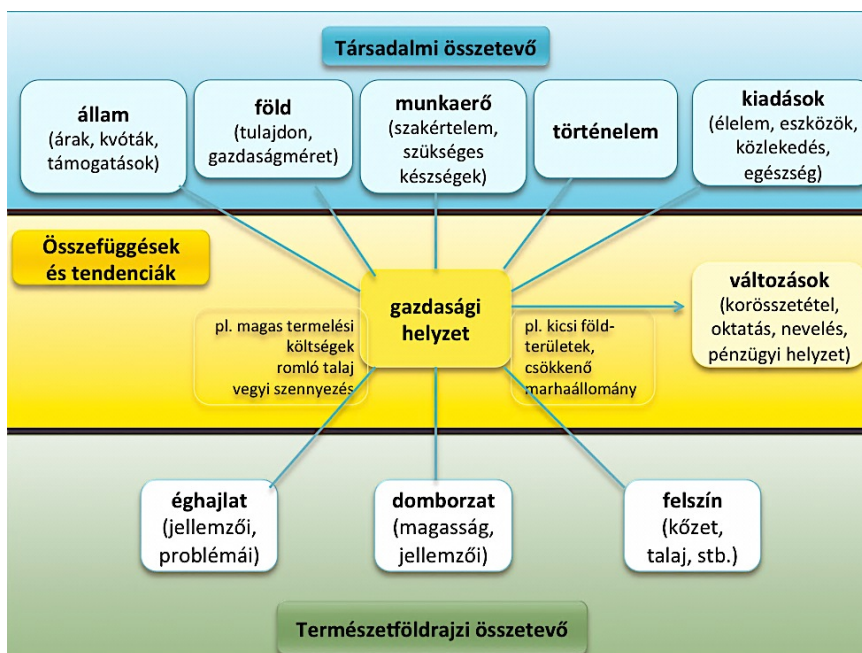 Társadalmi összetevő
állam
(árak, kvóták,
támogatások)
föld
(tulajdon,
gazdaságméret)
munkaerő
(szakértelem,
szükséges
készségek)
történelem
kiadások
(élelem, eszközök,
közlekedés,
egészség)
Összefüggések
és tendenciák
gazdasági
helyzet
pl. magas termelési
költségek
romló talaj
vegyi szennyezés
pl. kicsi föld-
területek,
csökkenő
marhaállomány
változások
(korösszetétel,
oktatás, nevelés,
pénzügyi helyzet)
éghajlat
(jellemzői,
problémái)
domborzat
(magasság,
jellemzői)
felszín
(kőzet,
talaj, stb.)
Természetföldrajzi összetevő